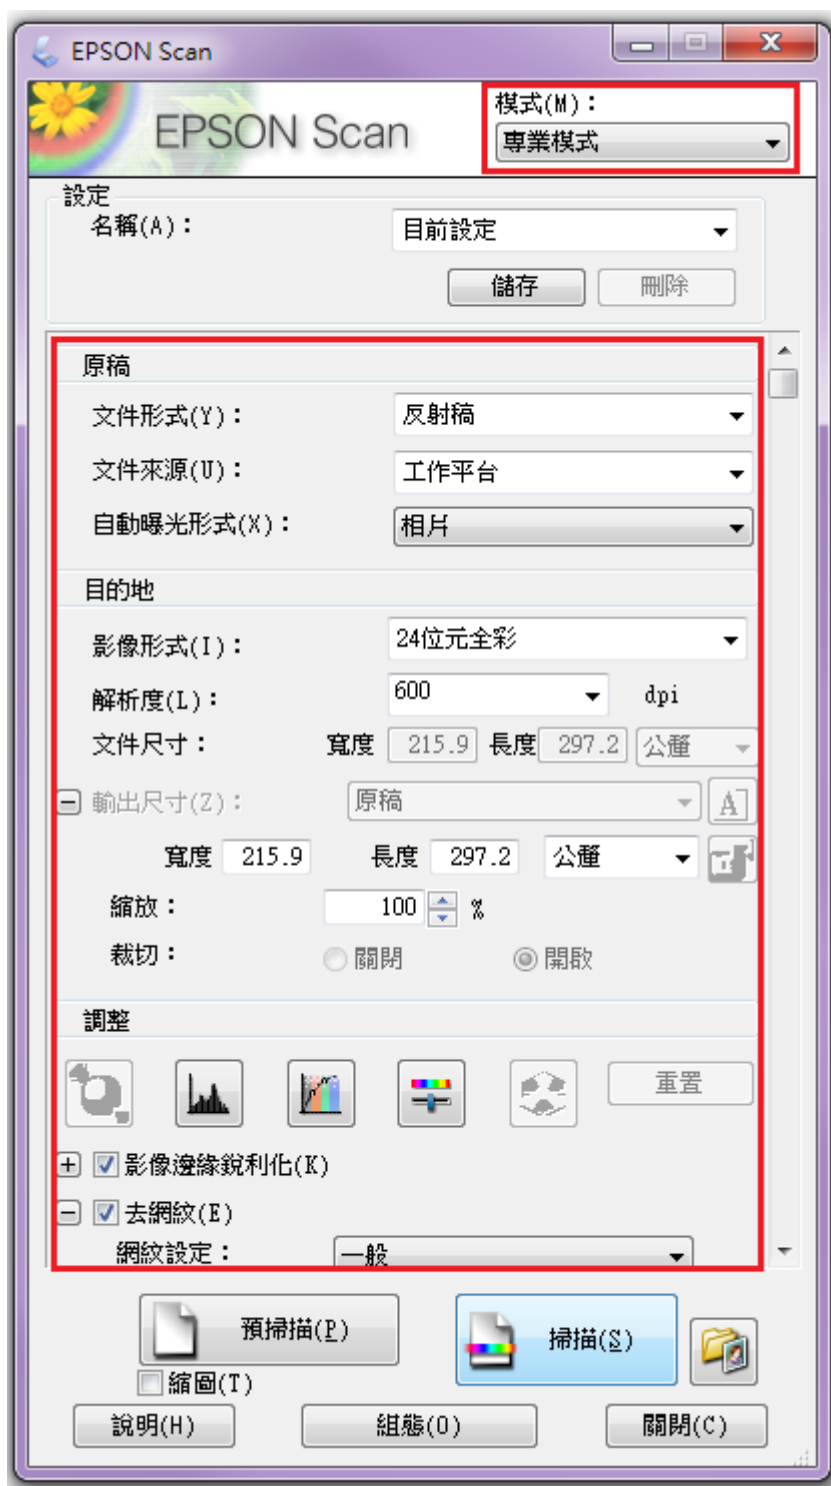 EPSON Scan
EPSON Scan
模式(M)：
專業模式
設定
名稱(A)：
目前設定
儲存
刪除
原稿
文件形式(Y)：
反射稿
文件來源(U)：
工作平台
自動曝光形式(X)：
相片
目的地
影像形式(I)：
24位元全彩
解析度(L)：
600
dpi
文件尺寸：
寬度 215.9 長度 297.2 公釐
輸出尺寸(Z)：
原稿
寬度 215.9 長度 297.2 公釐
縮放：
100 %
裁切：
關閉
開啟
調整
重置
影像邊緣銳利化(K)
去網紋(E)
網紋設定：
一般
預掃描(P)
掃描(S)
縮圖(T)
說明(H)
組態(O)
關閉(C)